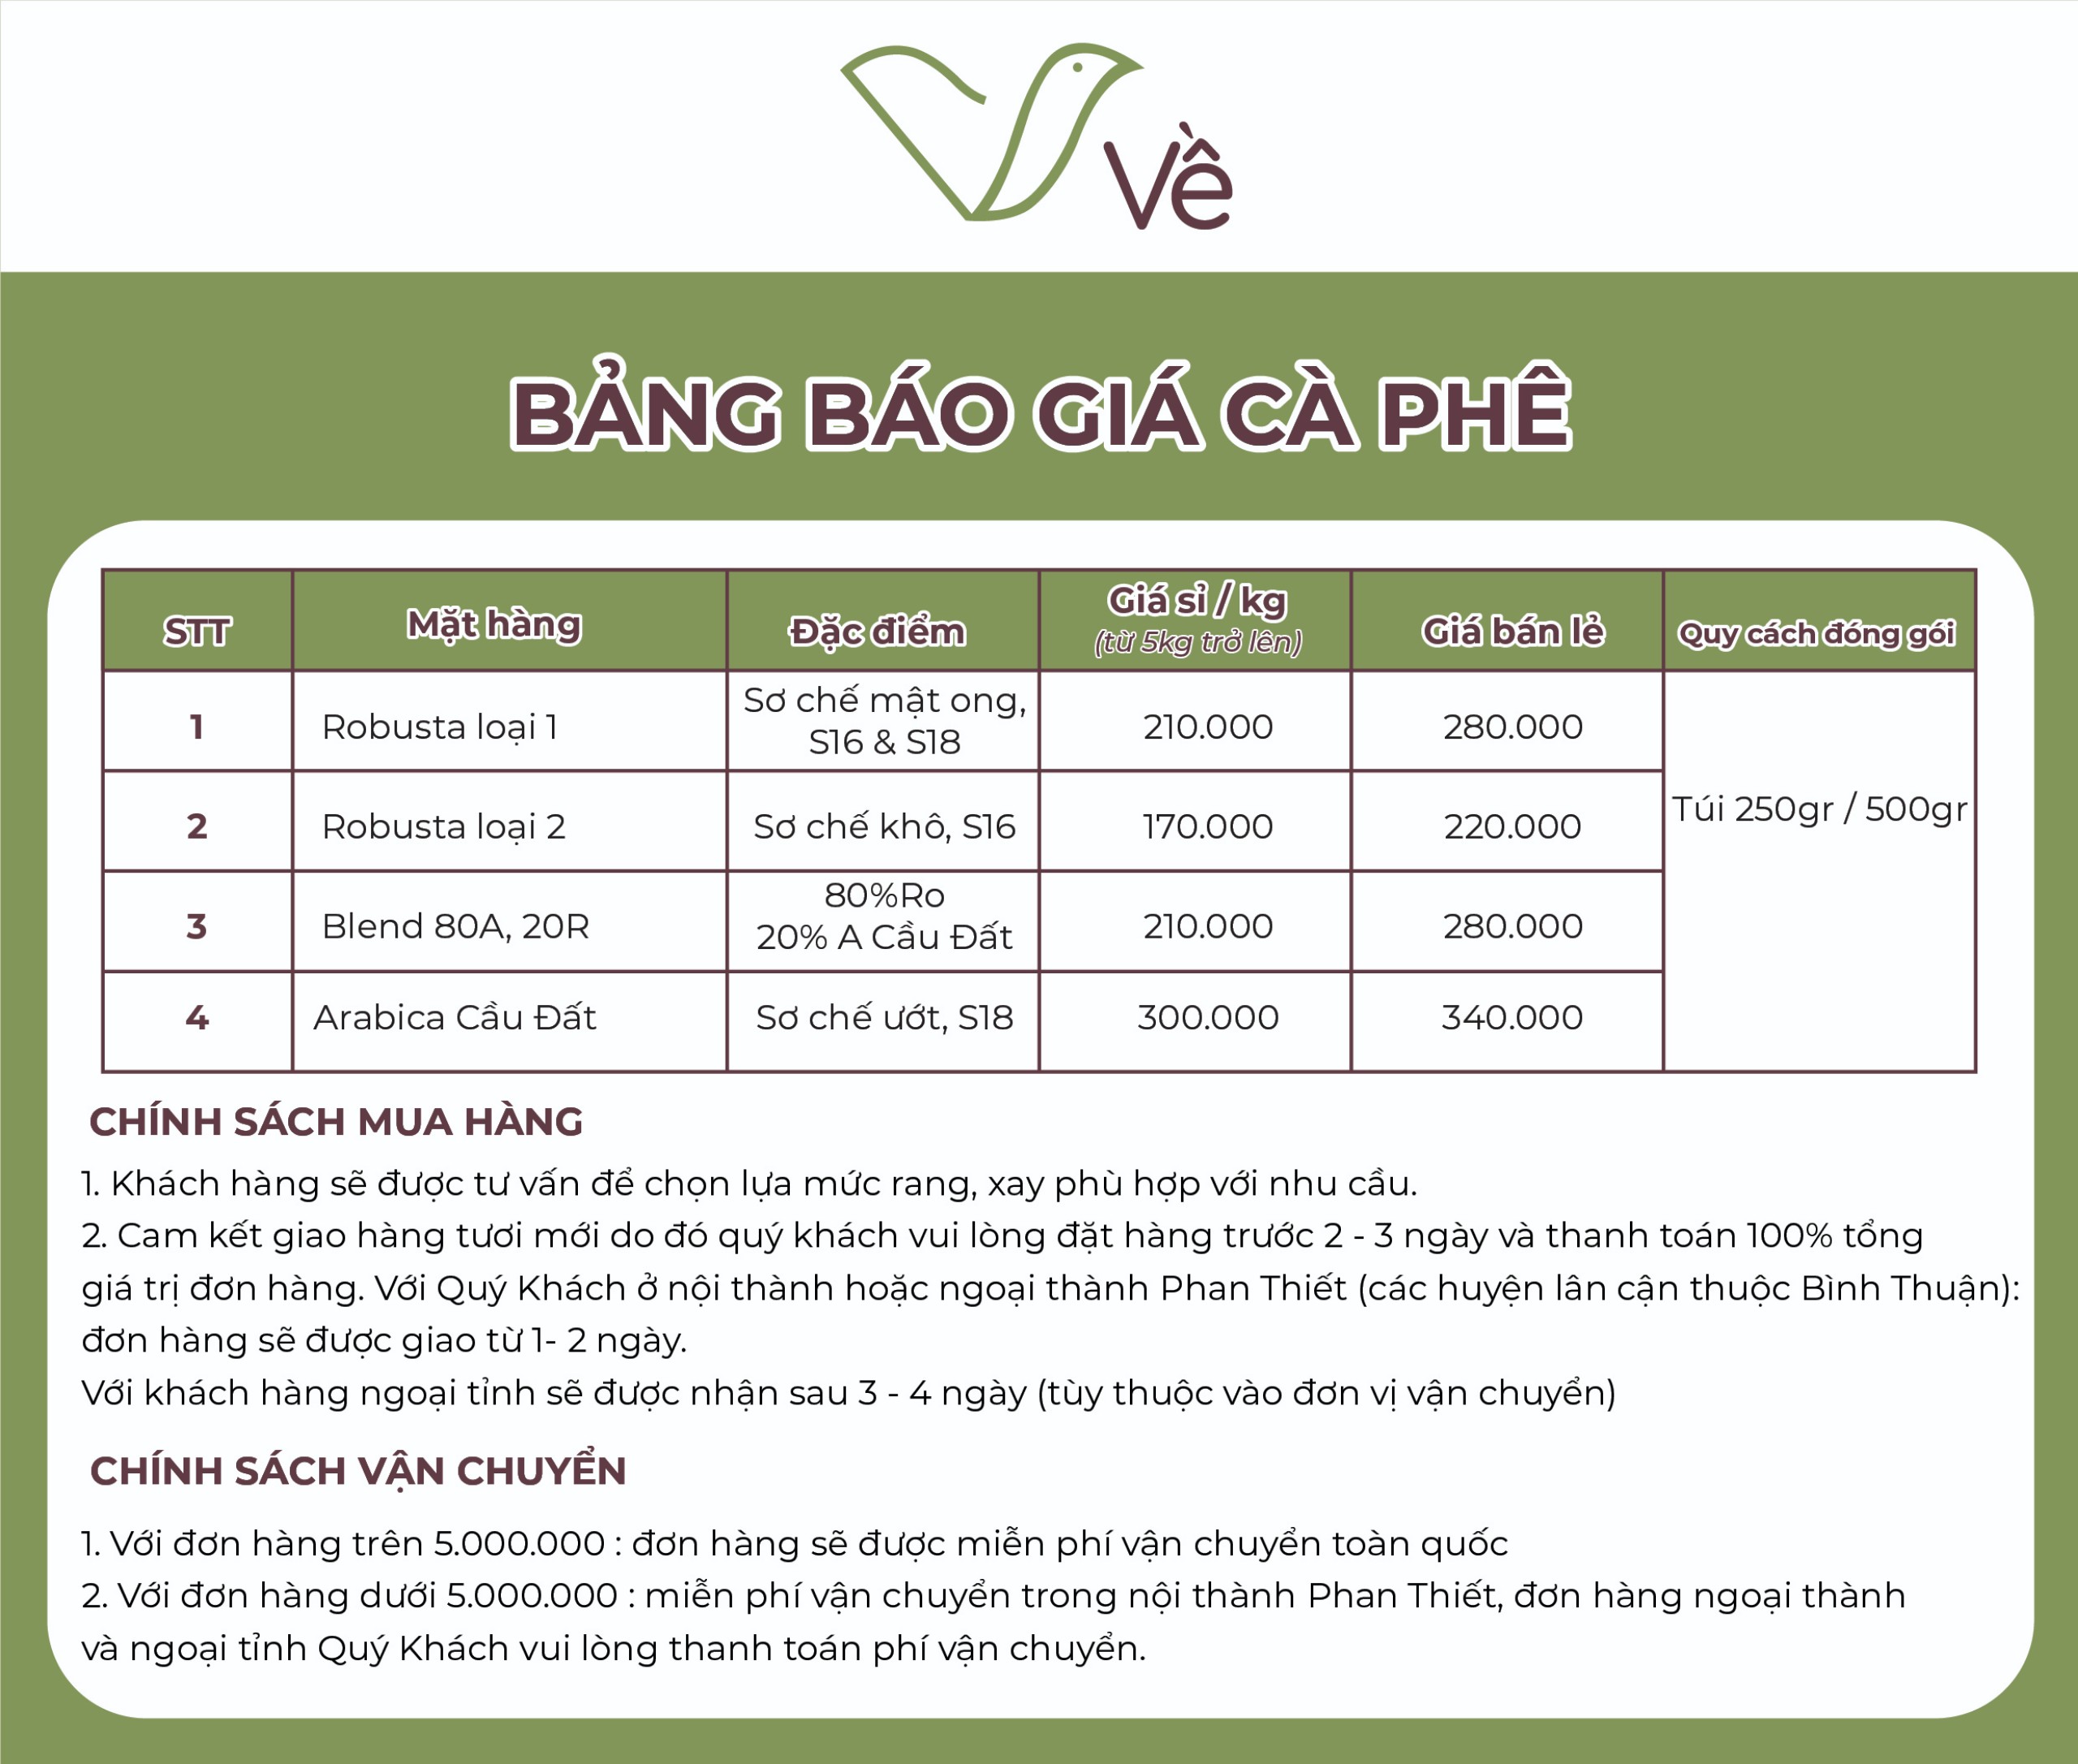 Về
BẢNG BÁO GIÁ CÀ PHÊ
STT Mặt hàng Đặc điểm Giá sỉ / kg (từ 5kg trở lên) Giá bán lẻ Quy cách đóng gói
1 Robusta loại 1 Sơ chế mật ong, S16 & S18 210.000 280.000 Túi 250gr / 500gr
2 Robusta loại 2 Sơ chế khô, S16 170.000 220.000
3 Blend 80A, 20R 80%Ro 20% A Cầu Đất 210.000 280.000
4 Arabica Cầu Đất Sơ chế ướt, S18 300.000 340.000
CHÍNH SÁCH MUA HÀNG
1. Khách hàng sẽ được tư vấn để chọn lựa mức rang, xay phù hợp với nhu cầu.
2. Cam kết giao hàng tươi mới do đó quý khách vui lòng đặt hàng trước 2 - 3 ngày và thanh toán 100% tổng
giá trị đơn hàng. Với Quý Khách ở nội thành hoặc ngoại thành Phan Thiết (các huyện lân cận thuộc Bình Thuận):
đơn hàng sẽ được giao từ 1- 2 ngày.
Với khách hàng ngoại tỉnh sẽ được nhận sau 3 - 4 ngày (tùy thuộc vào đơn vị vận chuyển)
CHÍNH SÁCH VẬN CHUYỂN
1. Với đơn hàng trên 5.000.000 : đơn hàng sẽ được miễn phí vận chuyển toàn quốc
2. Với đơn hàng dưới 5.000.000 : miễn phí vận chuyển trong nội thành Phan Thiết, đơn hàng ngoại thành
và ngoại tỉnh Quý Khách vui lòng thanh toán phí vận chuyển.